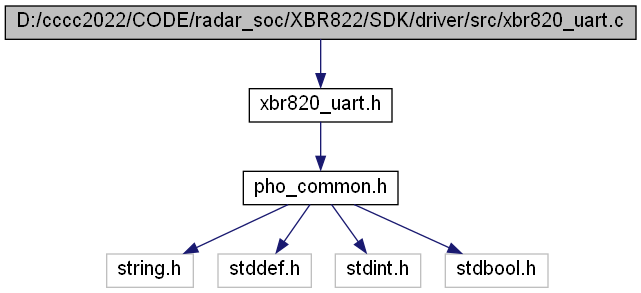 D:/cccc2022/CODE/radar_soc/XBR822/SDK/driver/src/xbr820_uart.c
xbr820_uart.h
pho_common.h
string.h
stddef.h
stdint.h
stdbool.h